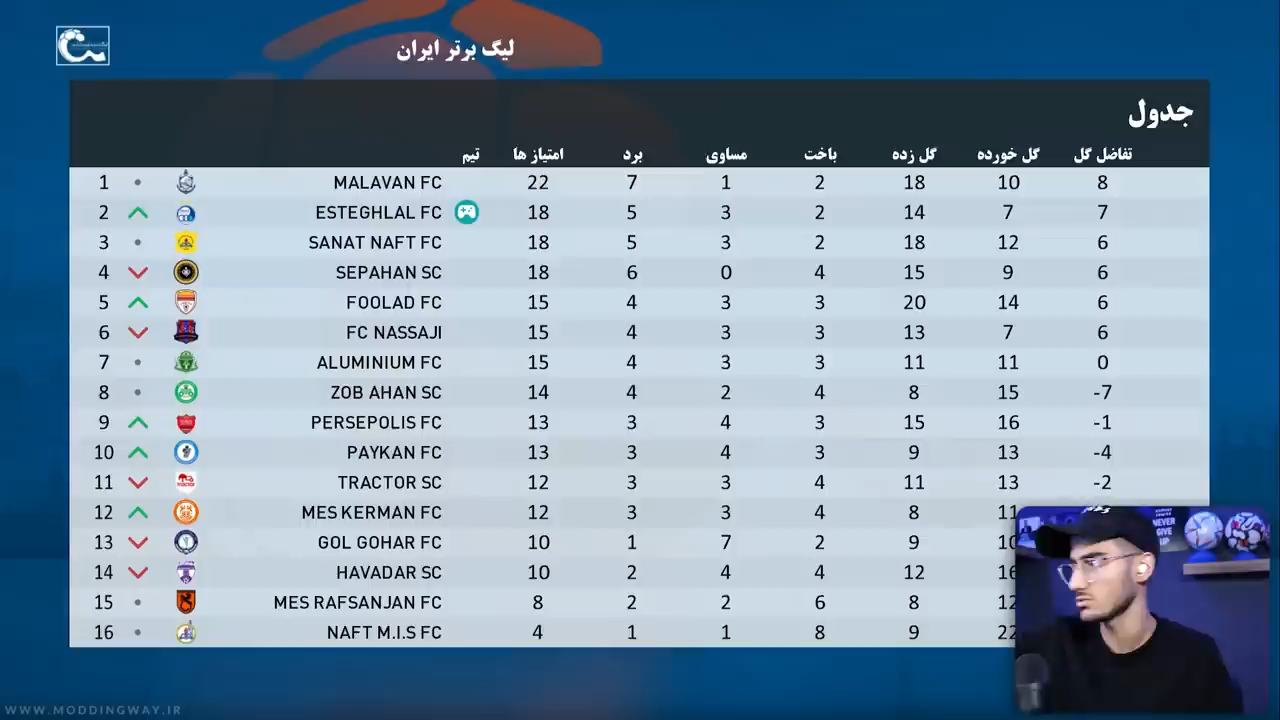 لیگ برتر ایران
جدول
تیم امتیاز ها برد مساوی باخت گل زده گل خورده تفاضل گل
1 MALAVAN FC 22 7 1 2 18 10 8
2 ESTEGHLAL FC 18 5 3 2 14 7 7
3 SANAT NAFT FC 18 5 3 2 18 12 6
4 SEPAHAN SC 18 6 0 4 15 9 6
5 FOOLAD FC 15 4 3 3 20 14 6
6 FC NASSAJI 15 4 3 3 13 7 6
7 ALUMINIUM FC 15 4 3 3 11 11 0
8 ZOB AHAN SC 14 4 2 4 8 15 -7
9 PERSEPOLIS FC 13 3 4 3 15 16 -1
10 PAYKAN FC 13 3 4 3 9 13 -4
11 TRACTOR SC 12 3 3 4 11 13 -2
12 MES KERMAN FC 12 3 3 4 8 11
13 GOL GOHAR FC 10 1 7 2 9 10
14 HAVADAR SC 10 2 4 4 12 16
15 MES RAFSANJAN FC 8 2 2 6 8 12
16 NAFT M.I.S FC 4 1 1 8 9 22
NEVER
GIVE
UP
WWW.MODDINGWAY.IR